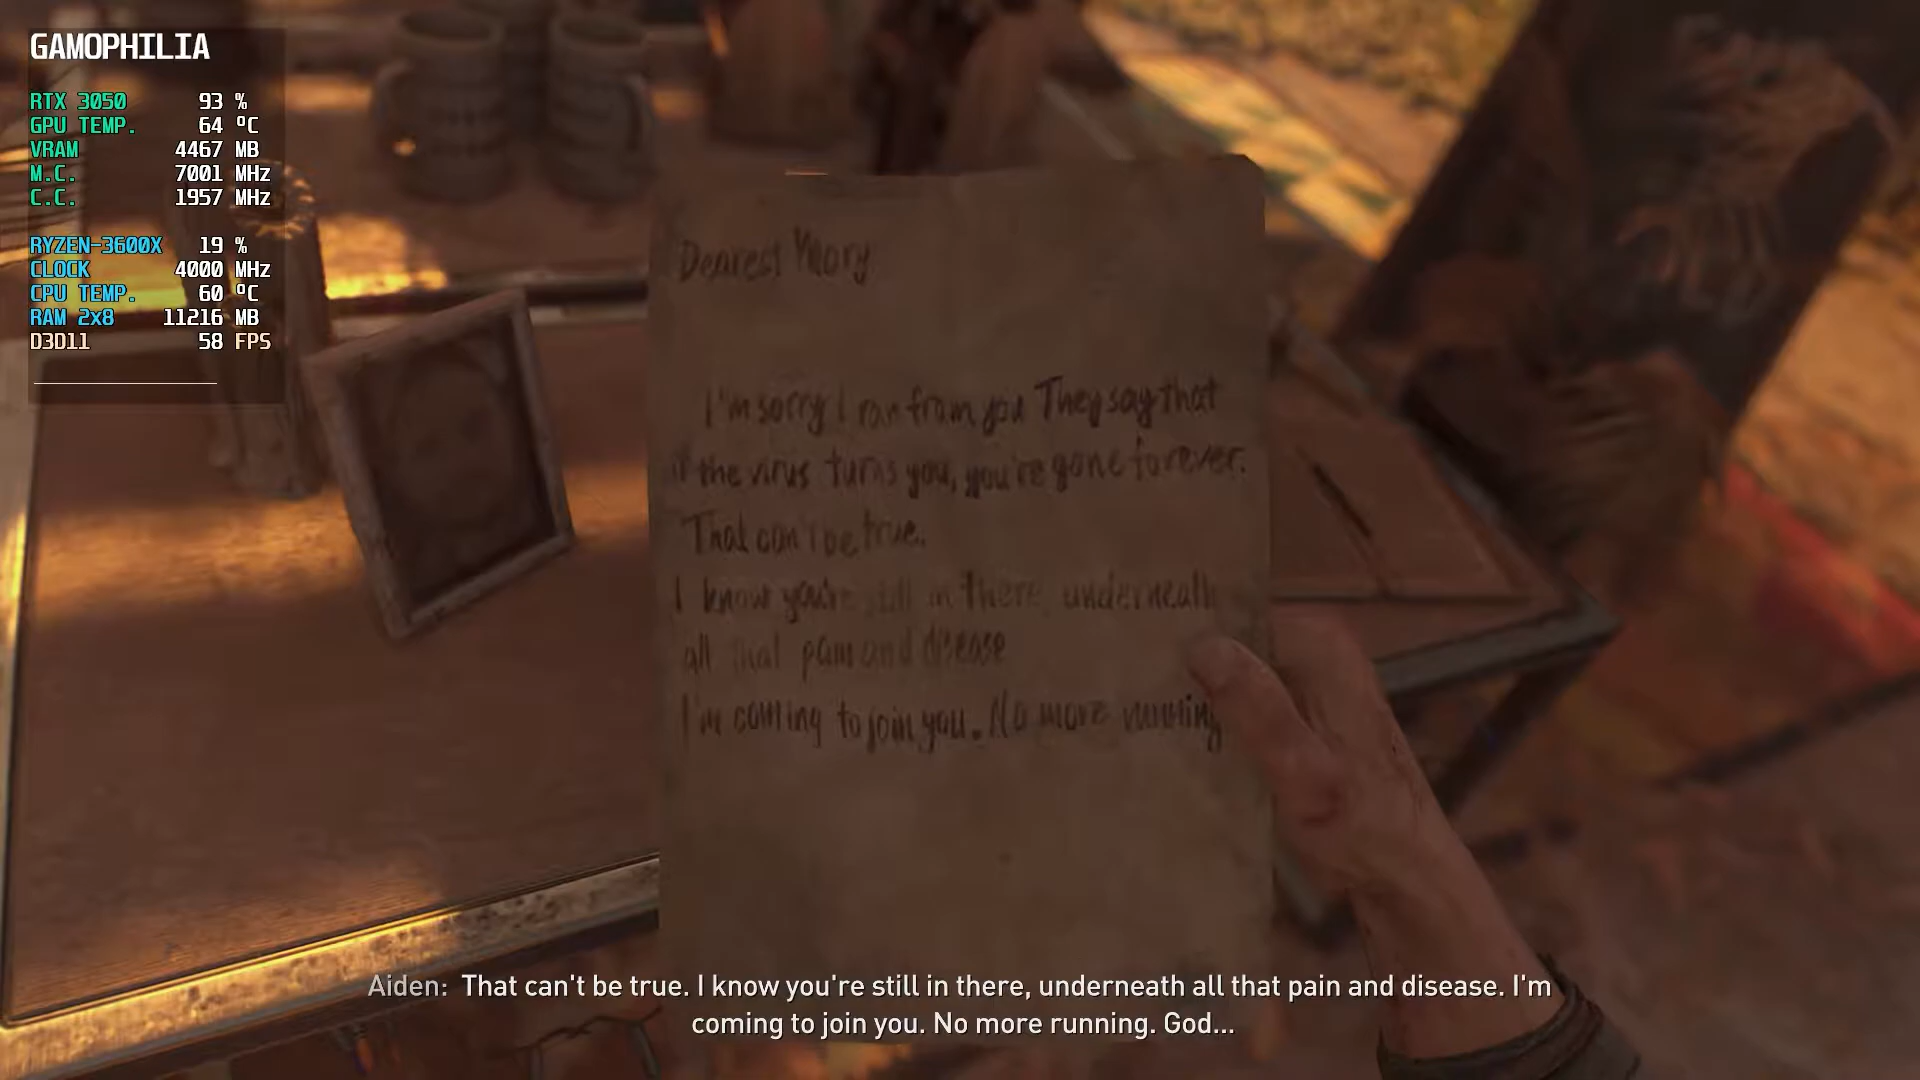 GAMOPHILIA
RTX 3050 93 %
GPU TEMP. 64 ºC
VRAM 4467 MB
M.C. 7001 MHz
C.C. 1957 MHz
RYZEN-3600X 19 %
CLOCK 4000 MHz
CPU TEMP. 60 ºC
RAM 2x8 11216 MB
D3D11 58 FPS
Dearest Mary
I'm sorry I ran from you They say that
if the virus turns you, you're gone forever.
That can't be true.
I know you're still in there, underneath
all that pain and disease
I'm coming to join you. No more running
Aiden: That can't be true. I know you're still in there, underneath all that pain and disease. I'm
coming to join you. No more running. God...